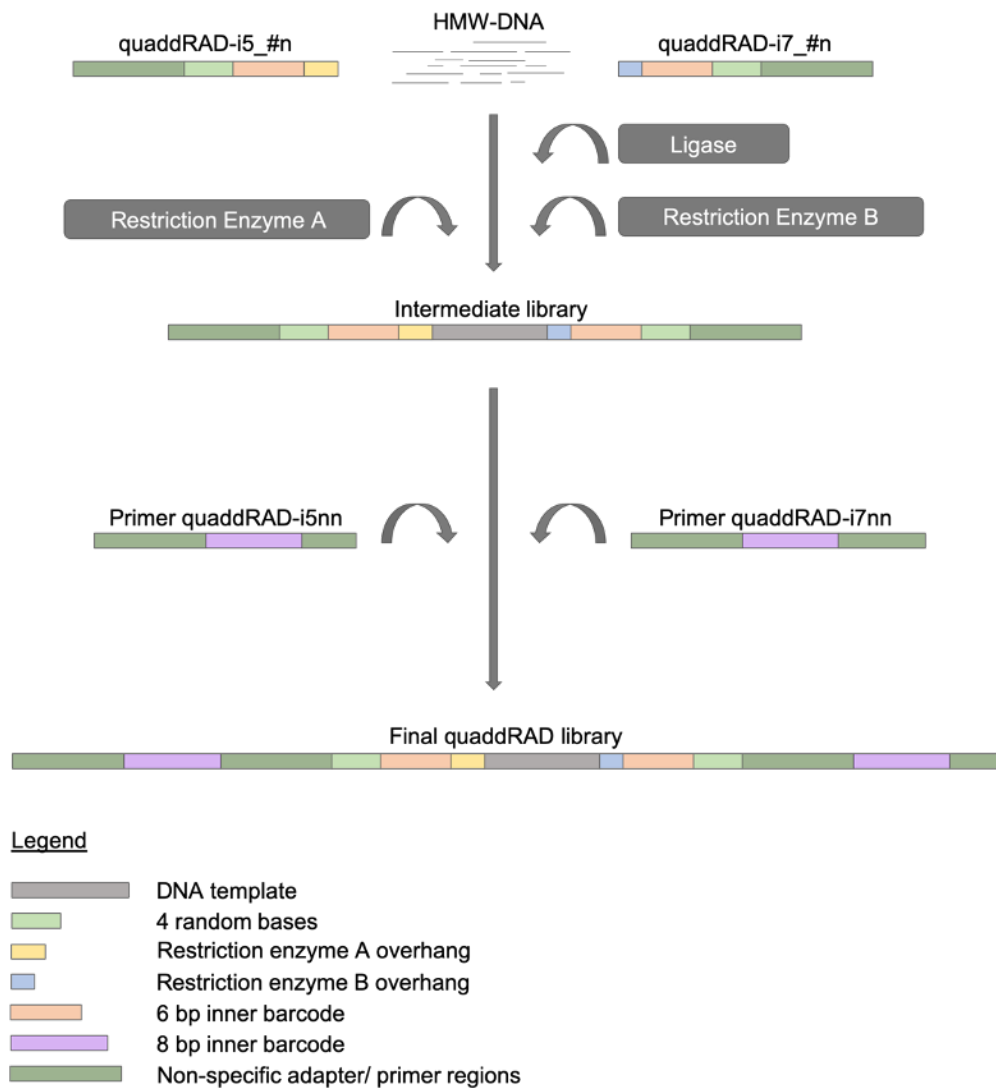 HMW-DNA
quaddRAD-i5_#n
quaddRAD-i7_#n
Ligase
Restriction Enzyme A
Restriction Enzyme B
Intermediate library
Primer quaddRAD-i5nn
Primer quaddRAD-i7nn
Final quaddRAD library
Legend
DNA template
4 random bases
Restriction enzyme A overhang
Restriction enzyme B overhang
6 bp inner barcode
8 bp inner barcode
Non-specific adapter/ primer regions